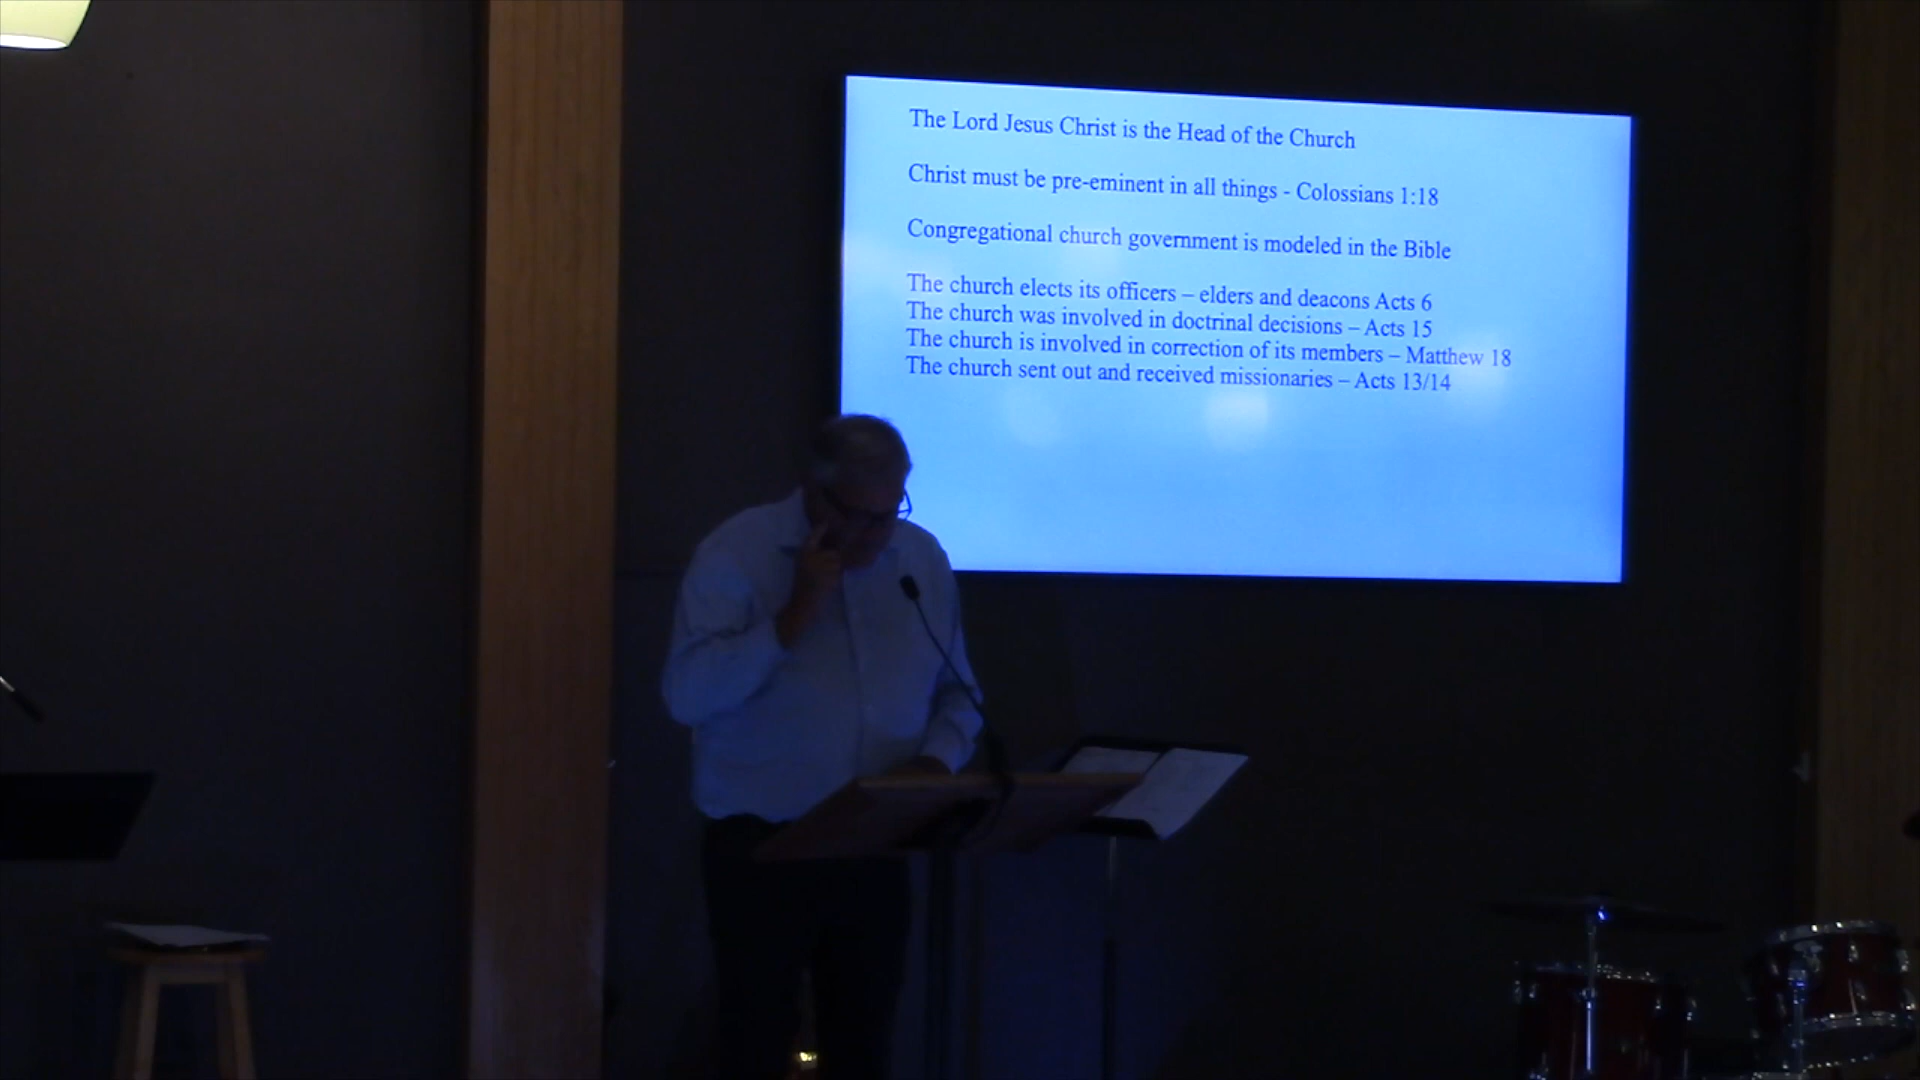 The Lord Jesus Christ is the Head of the Church
Christ must be pre-eminent in all things - Colossians 1:18
Congregational church government is modeled in the Bible
The church elects its officers – elders and deacons Acts 6
The church was involved in doctrinal decisions – Acts 15
The church is involved in correction of its members – Matthew 18
The church sent out and received missionaries – Acts 13/14